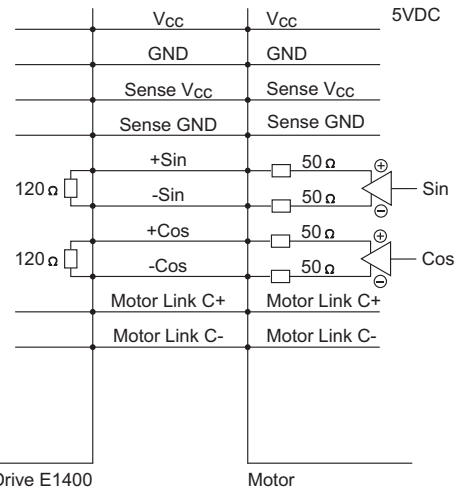 VCC VCC 5VDC
GND GND
Sense VCC Sense VCC
Sense GND Sense GND
+Sin 50 Ω ⊕
120 Ω -Sin 50 Ω ⊖ Sin
+Cos 50 Ω ⊕
120 Ω -Cos 50 Ω ⊖ Cos
Motor Link C+ Motor Link C+
Motor Link C- Motor Link C-
Drive E1400 Motor